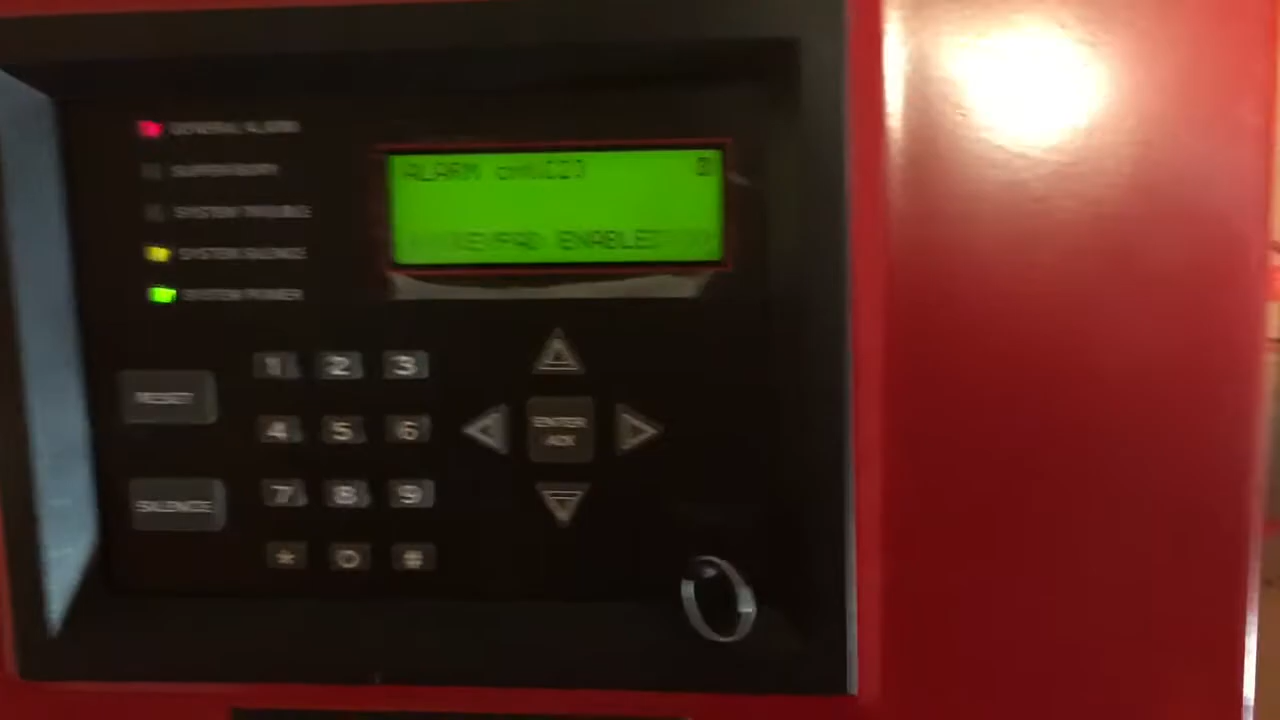 GENERAL ALARM
SUPERVISORY
SYSTEM TROUBLE
SYSTEM SILENCE
SYSTEM POWER
ALARM
KEYPAD ENABLED
RESET
SILENCE
1 2 3
4 5 6
7 8 9
* 0 #
ENTER
ACK